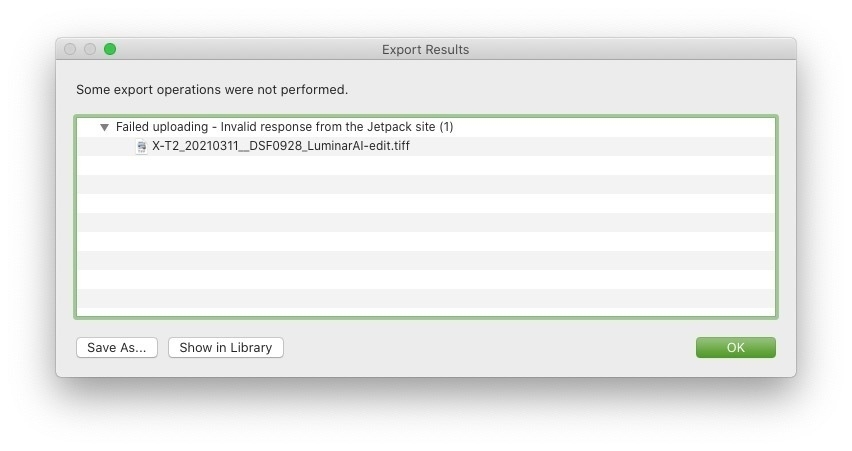 Export Results
Some export operations were not performed.
Failed uploading - Invalid response from the Jetpack site (1)
X-T2_20210311__DSF0928_LuminarAI-edit.tiff
Save As...
Show in Library
OK